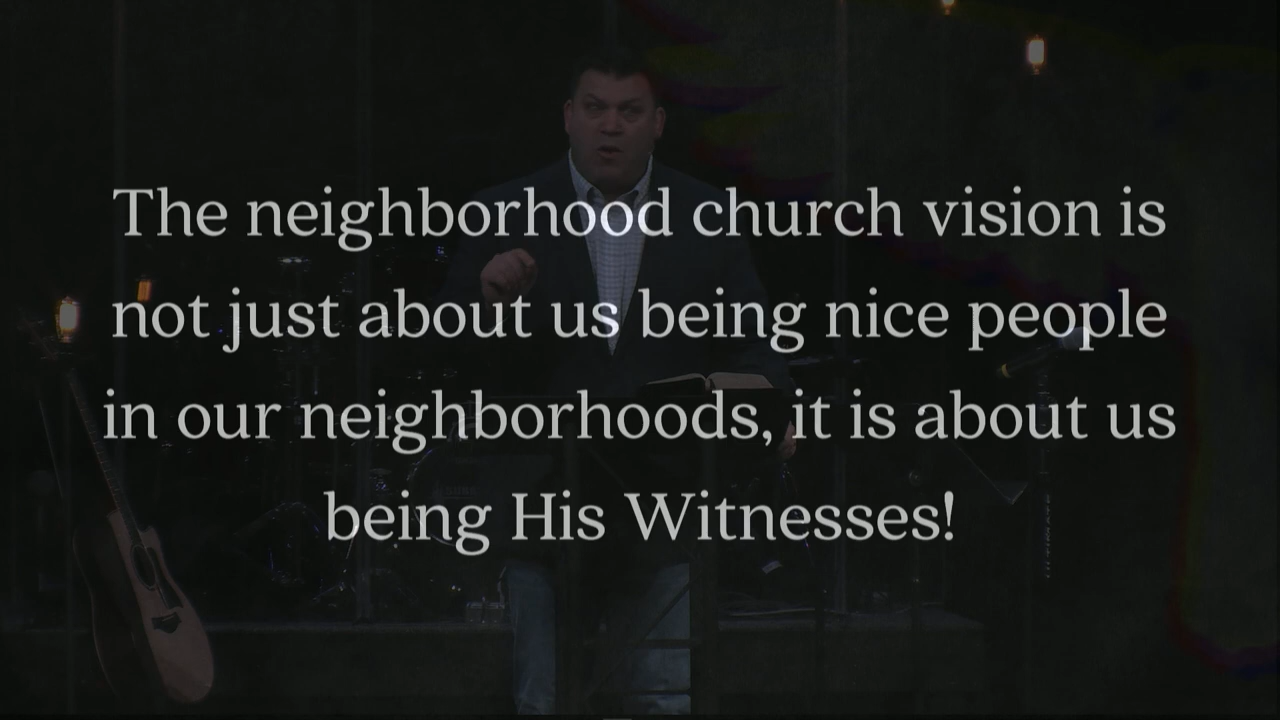 The neighborhood church vision is
not just about us being nice people
in our neighborhoods, it is about us
being His Witnesses!